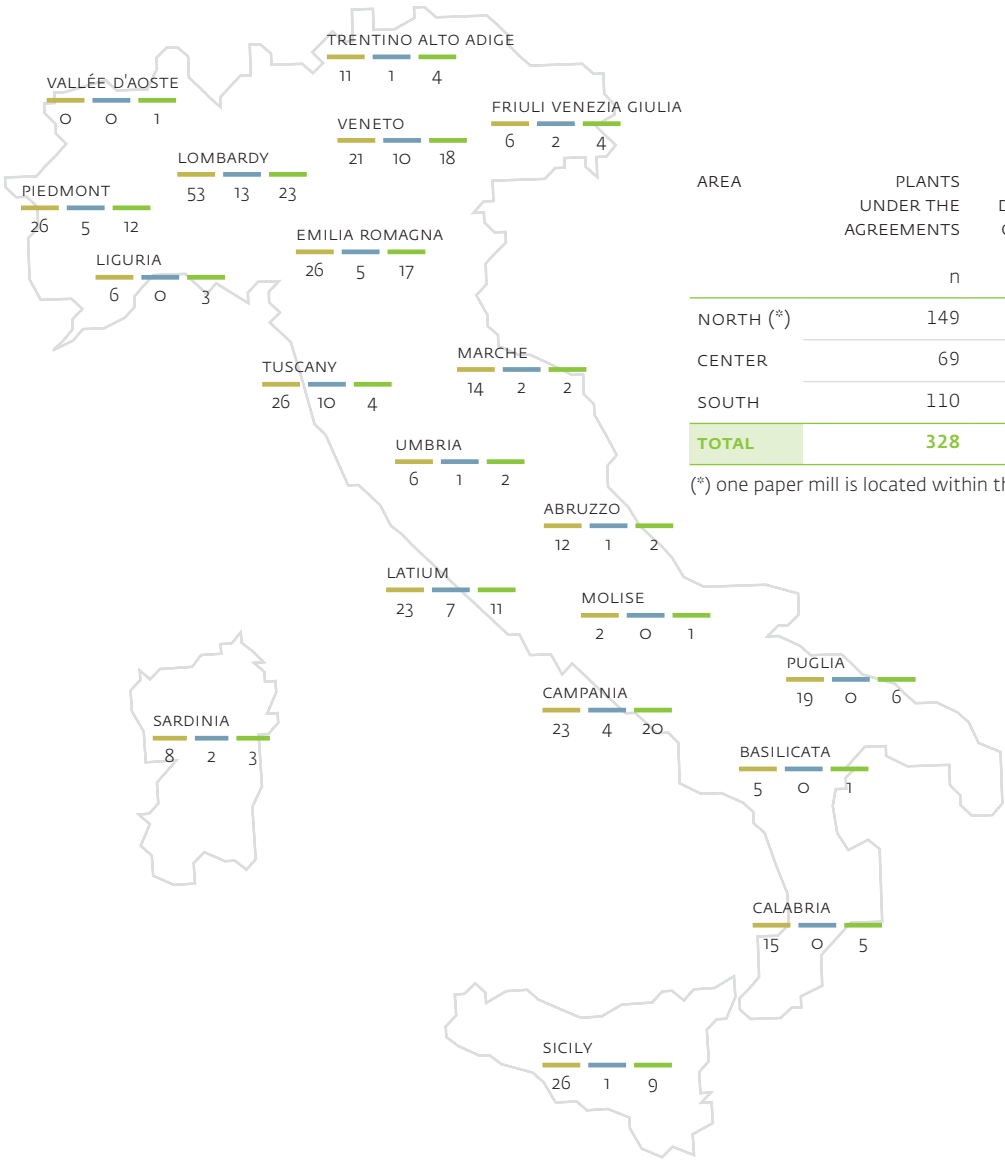 TRENTINO ALTO ADIGE
11 1 4
VALLÉE D'AOSTE
0 0 1
FRIULI VENEZIA GIULIA
6 2 4
VENETO
21 10 18
LOMBARDY
53 13 23
PIEDMONT
26 5 12
EMILIA ROMAGNA
26 5 17
LIGURIA
6 0 3
TUSCANY
26 10 4
MARCHE
14 2 2
UMBRIA
6 1 2
ABRUZZO
12 1 2
LATIUM
23 7 11
MOLISE
2 0 1
PUGLIA
19 0 6
CAMPANIA
23 4 20
SARDINIA
8 2 3
BASILICATA
5 0 1
CALABRIA
15 0 5
SICILY
26 1 9
AREA PLANTS
UNDER THE
AGREEMENTS
n
NORTH (*) 149
CENTER 69
SOUTH 110
TOTAL 328
(*) one paper mill is located within